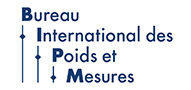 Bureau
International des
Poids et
Mesures